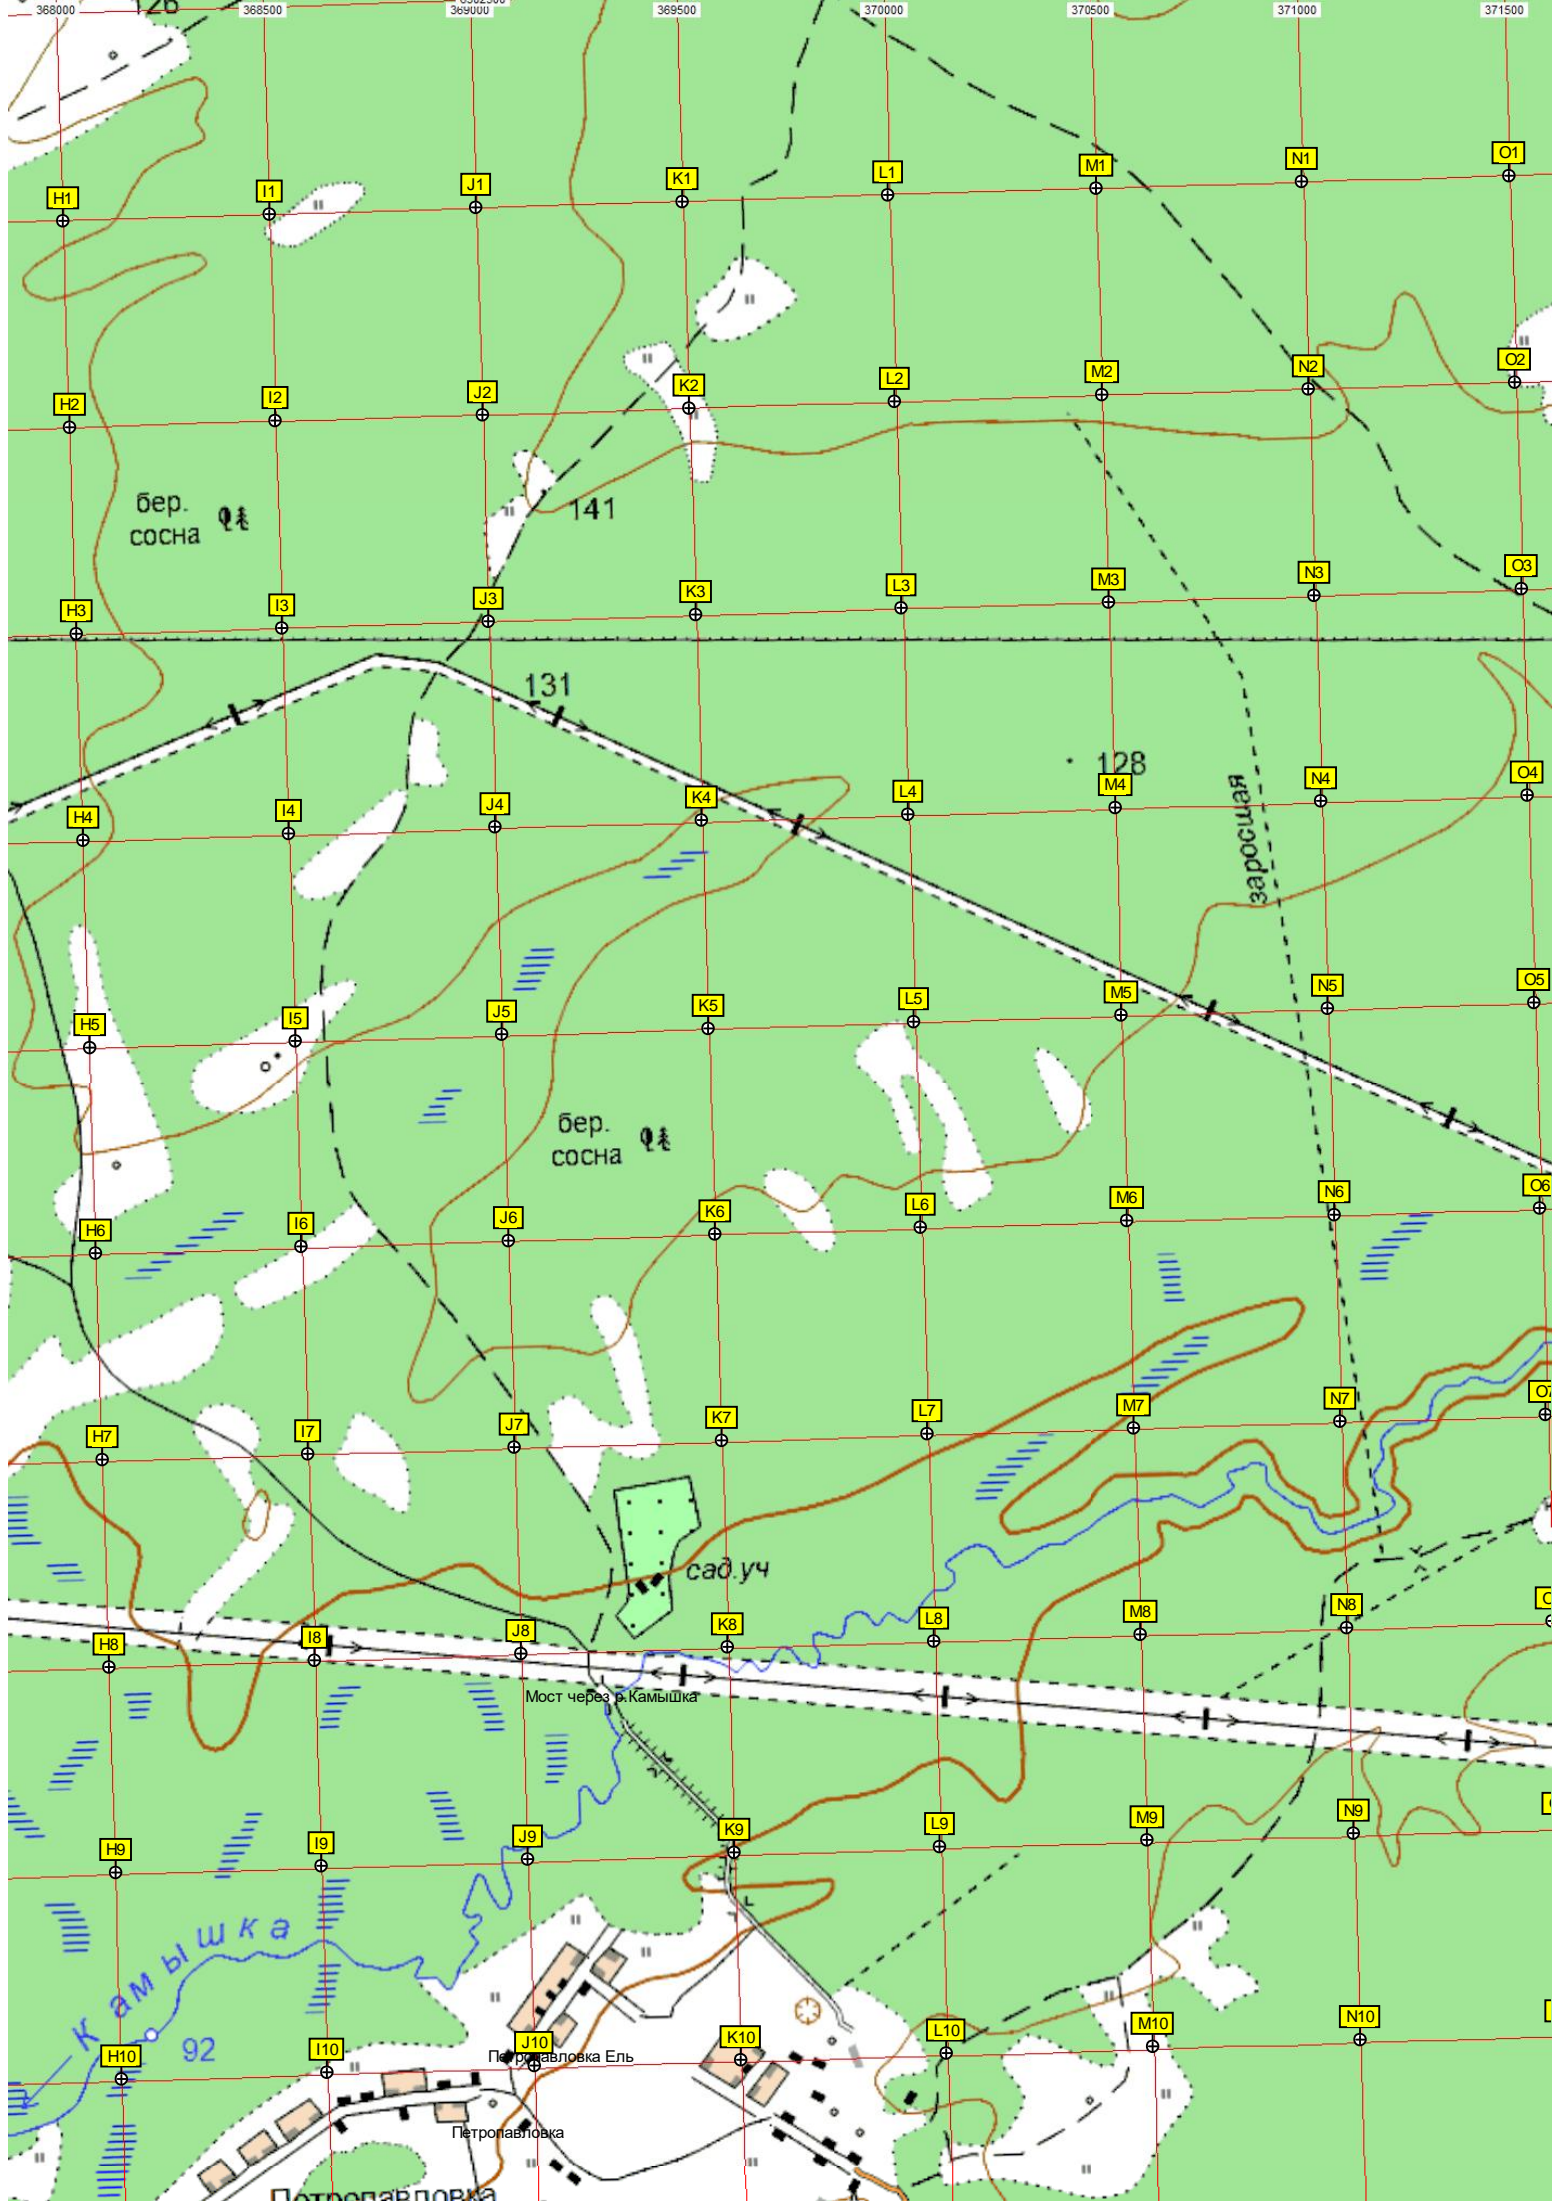 126
368000 368500 369000 369500 370000 370500 371000 371500
H1 I1 J1 K1 L1 M1 N1 O1
H2 I2 J2 K2 L2 M2 N2 O2
бер.
сосна
141
H3 I3 J3 K3 L3 M3 N3 O3
131
128
H4 I4 J4 K4 L4 M4 N4 O4
заросшая
H5 I5 J5 K5 L5 M5 N5 O5
бер.
сосна
H6 I6 J6 K6 L6 M6 N6 O6
H7 I7 J7 K7 L7 M7 N7 O7
сад.уч
H8 I8 J8 K8 L8 M8 N8
Мост через р.Камышка
H9 I9 J9 K9 L9 M9 N9
Камышка
92
H10 I10 J10 K10 L10 M10 N10
Петропавловка Ель
Петропавловка
Петропавловка